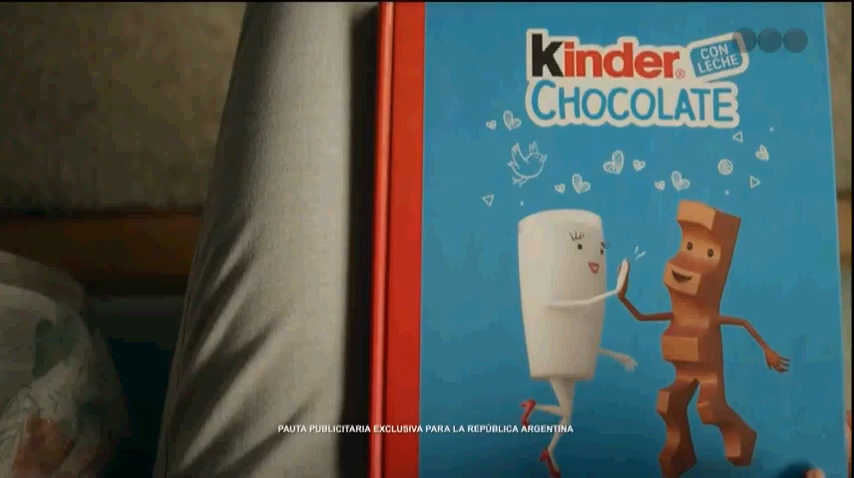 kinder®
CON
LECHE
CHOCOLATE
PAUTA PUBLICITARIA EXCLUSIVA PARA LA REPÚBLICA ARGENTINA